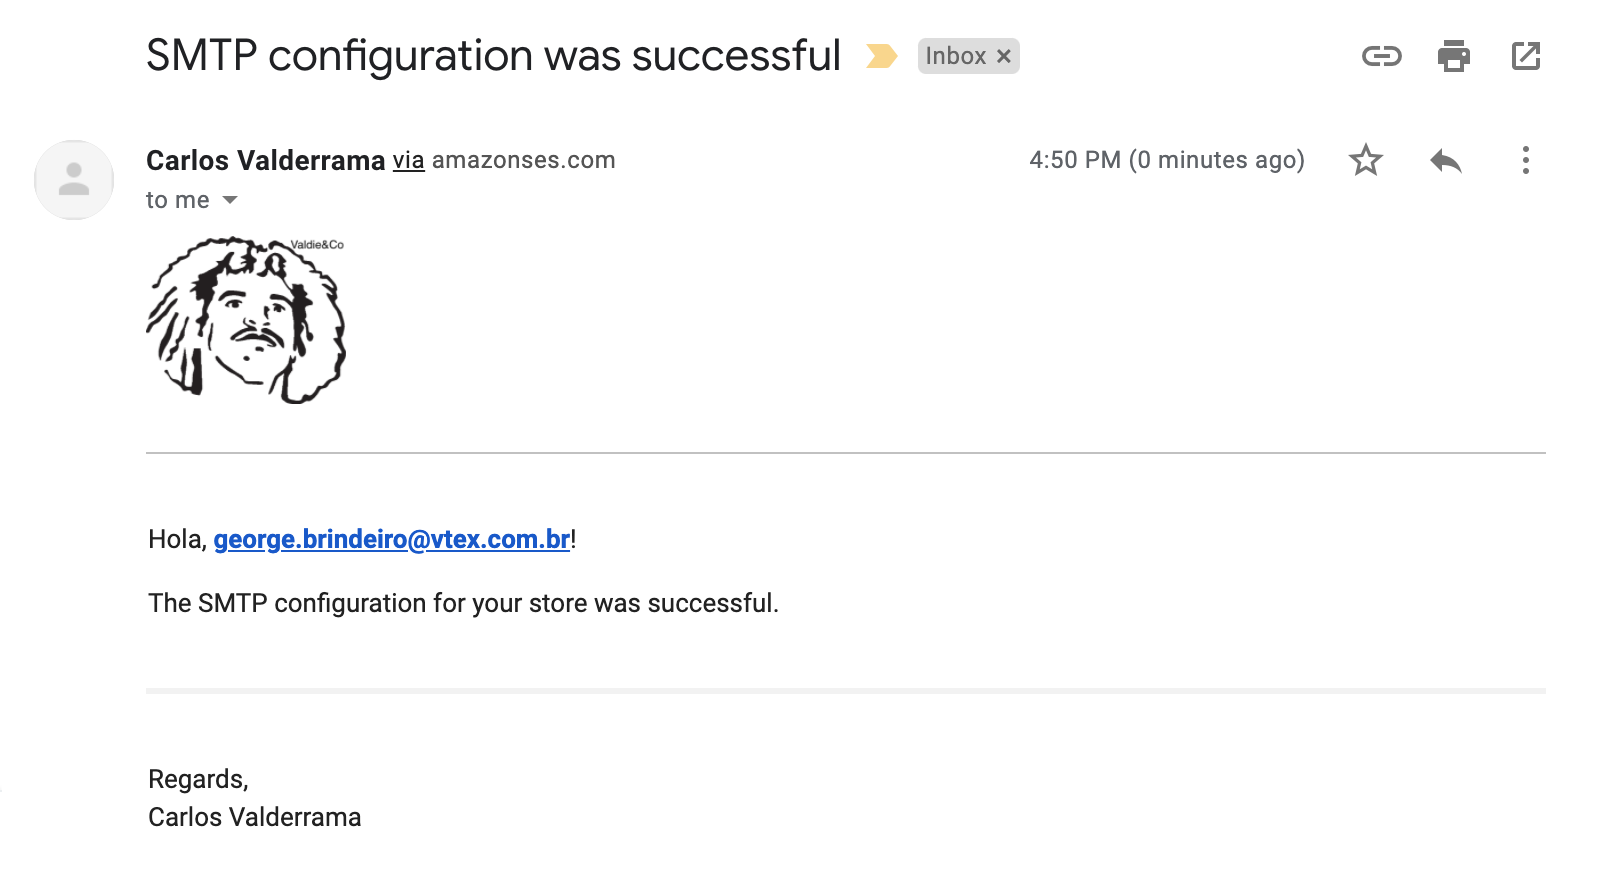 SMTP configuration was successful Inbox ×
Carlos Valderrama via amazonses.com 4:50 PM (0 minutes ago)
to me
Valdie&Co
Hola, george.brindeiro@vtex.com.br!
The SMTP configuration for your store was successful.
Regards,
Carlos Valderrama